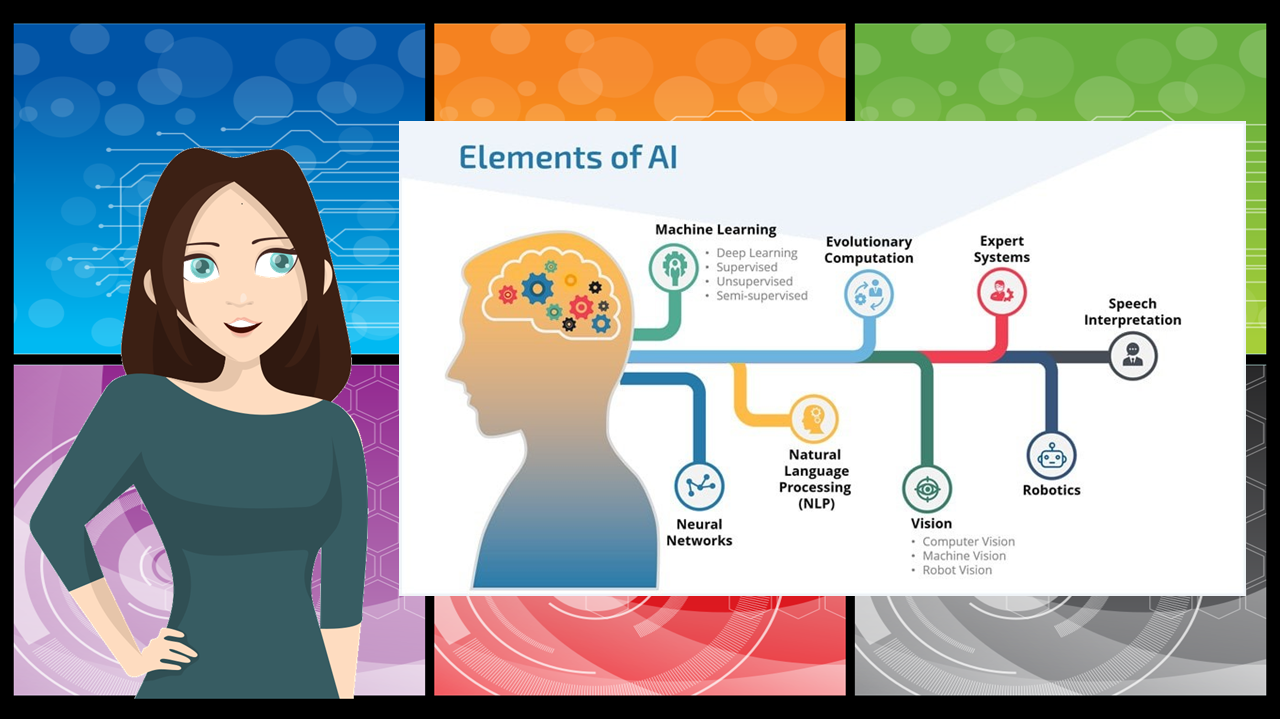 Elements of AI
Machine Learning
• Deep Learning
• Supervised
• Unsupervised
• Semi-supervised
Evolutionary
Computation
Expert
Systems
Speech
Interpretation
Neural
Networks
Natural
Language
Processing
(NLP)
Vision
• Computer Vision
• Machine Vision
• Robot Vision
Robotics